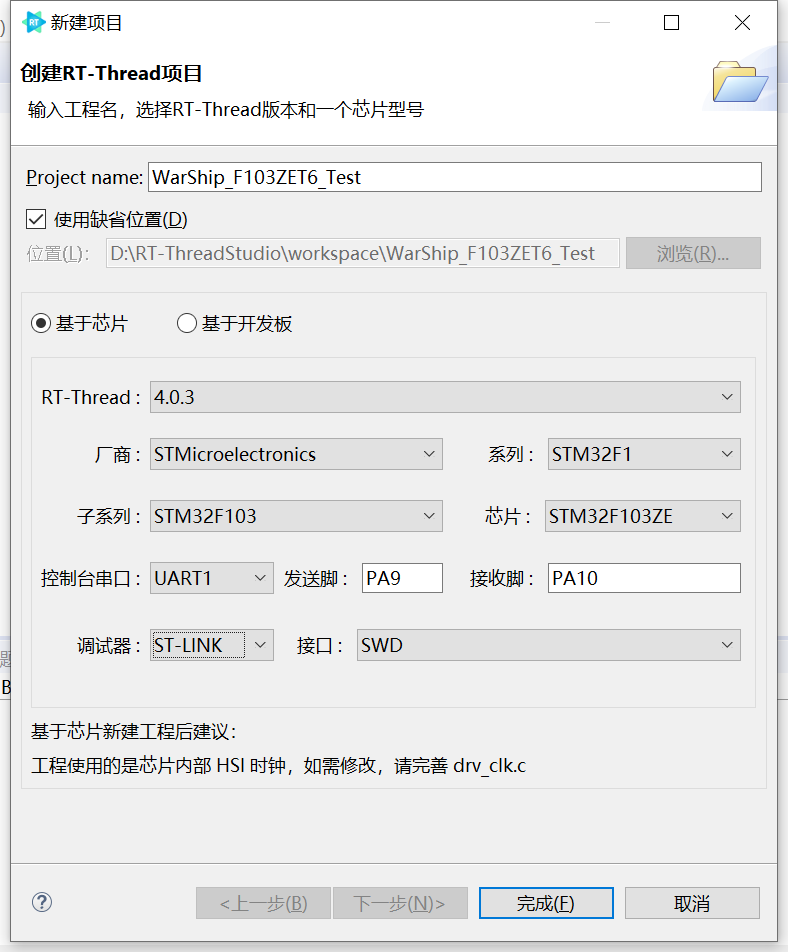 RT 新建项目
创建RT-Thread项目
输入工程名，选择RT-Thread版本和一个芯片型号
Project name: WarShip_F103ZET6_Test
使用缺省位置(D)
位置(L): D:\RT-ThreadStudio\workspace\WarShip_F103ZET6_Test 浏览(R)...
基于芯片 基于开发板
RT-Thread : 4.0.3
厂商 : STMicroelectronics 系列 : STM32F1
子系列 : STM32F103 芯片 : STM32F103ZE
控制台串口 : UART1 发送脚 : PA9 接收脚 : PA10
调试器 : ST-LINK 接口 : SWD
题
B
基于芯片新建工程后建议：
工程使用的是芯片内部 HSI 时钟，如需修改，请完善 drv_clk.c
? <上一步(B) 下一步(N)> 完成(F) 取消